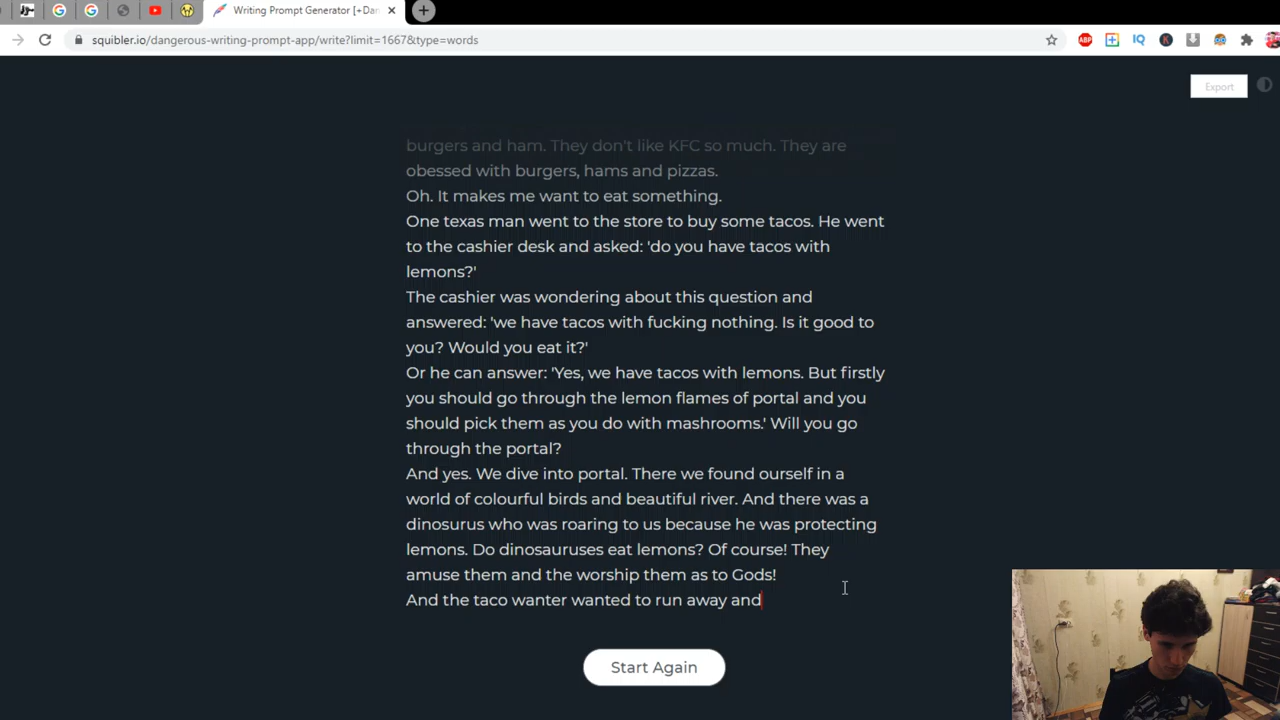 Writing Prompt Generator [+Dan
squibler.io/dangerous-writing-prompt-app/write?limit=1667&type=words
ABP
IQ
K
Export
burgers and ham. They don't like KFC so much. They are
obessed with burgers, hams and pizzas.
Oh. It makes me want to eat something.
One texas man went to the store to buy some tacos. He went
to the cashier desk and asked: 'do you have tacos with
lemons?'
The cashier was wondering about this question and
answered: 'we have tacos with fucking nothing. Is it good to
you? Would you eat it?'
Or he can answer: 'Yes, we have tacos with lemons. But firstly
you should go through the lemon flames of portal and you
should pick them as you do with mashrooms.' Will you go
through the portal?
And yes. We dive into portal. There we found ourself in a
world of colourful birds and beautiful river. And there was a
dinosurus who was roaring to us because he was protecting
lemons. Do dinosauruses eat lemons? Of course! They
amuse them and the worship them as to Gods!
And the taco wanter wanted to run away and
Start Again